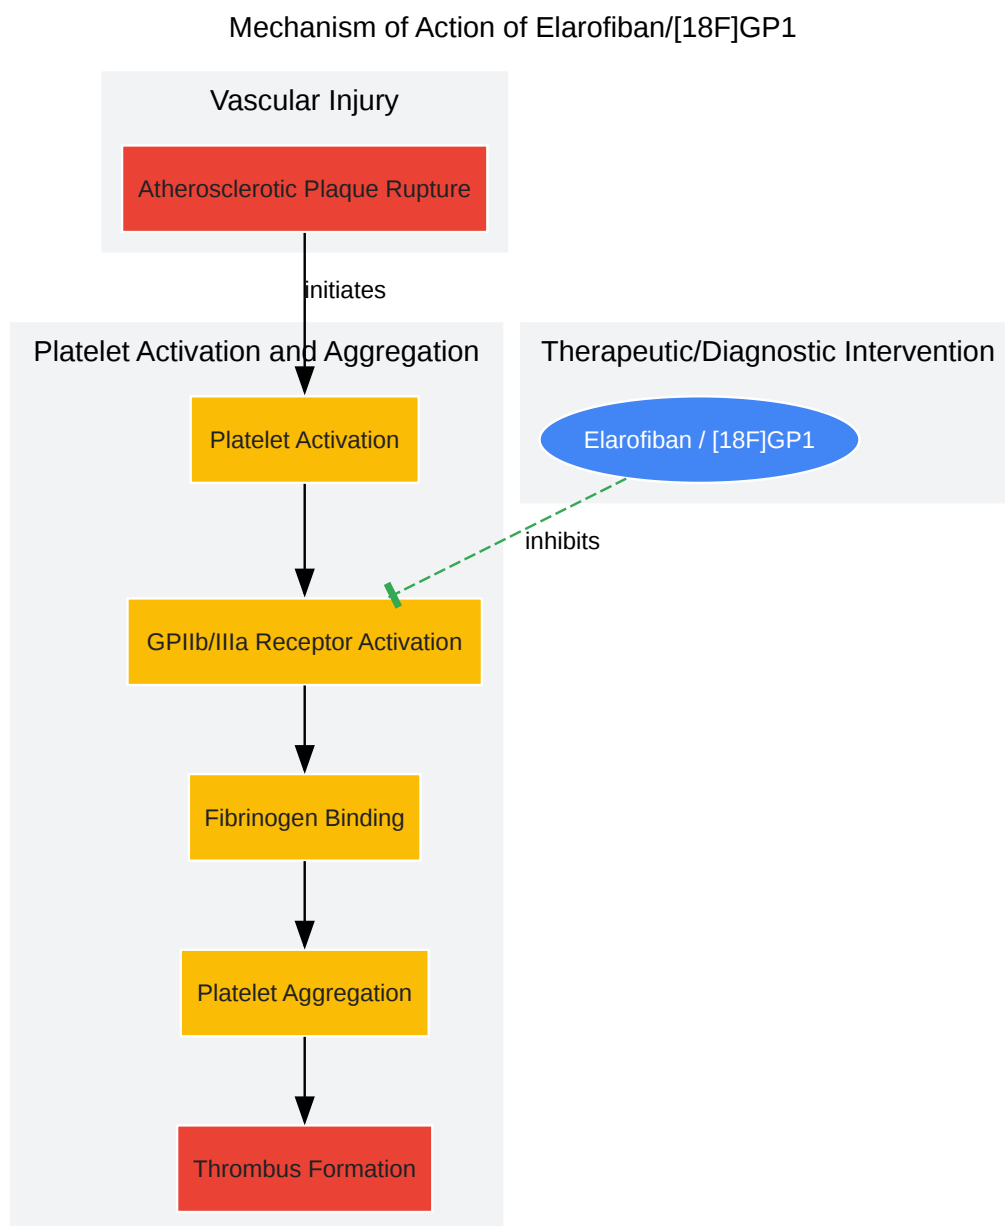 Mechanism of Action of Elarofiban/[18F]GP1
Vascular Injury
Atherosclerotic Plaque Rupture
initiates
Platelet Activation and Aggregation
Therapeutic/Diagnostic Intervention
Platelet Activation
Elarofiban / [18F]GP1
inhibits
GPIIb/IIIa Receptor Activation
Fibrinogen Binding
Platelet Aggregation
Thrombus Formation